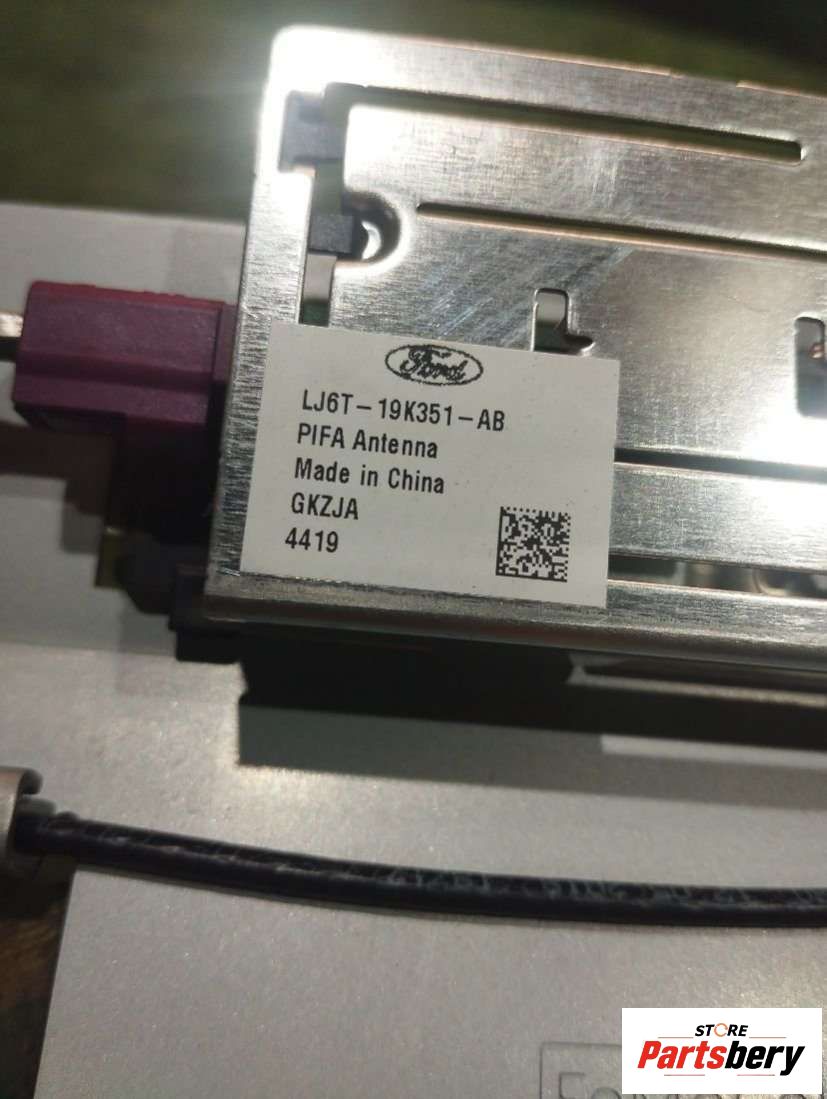 Ford
LJ6T-19K351-AB
PIFA Antenna
Made in China
GKZJA
4419
STORE
Partsbery